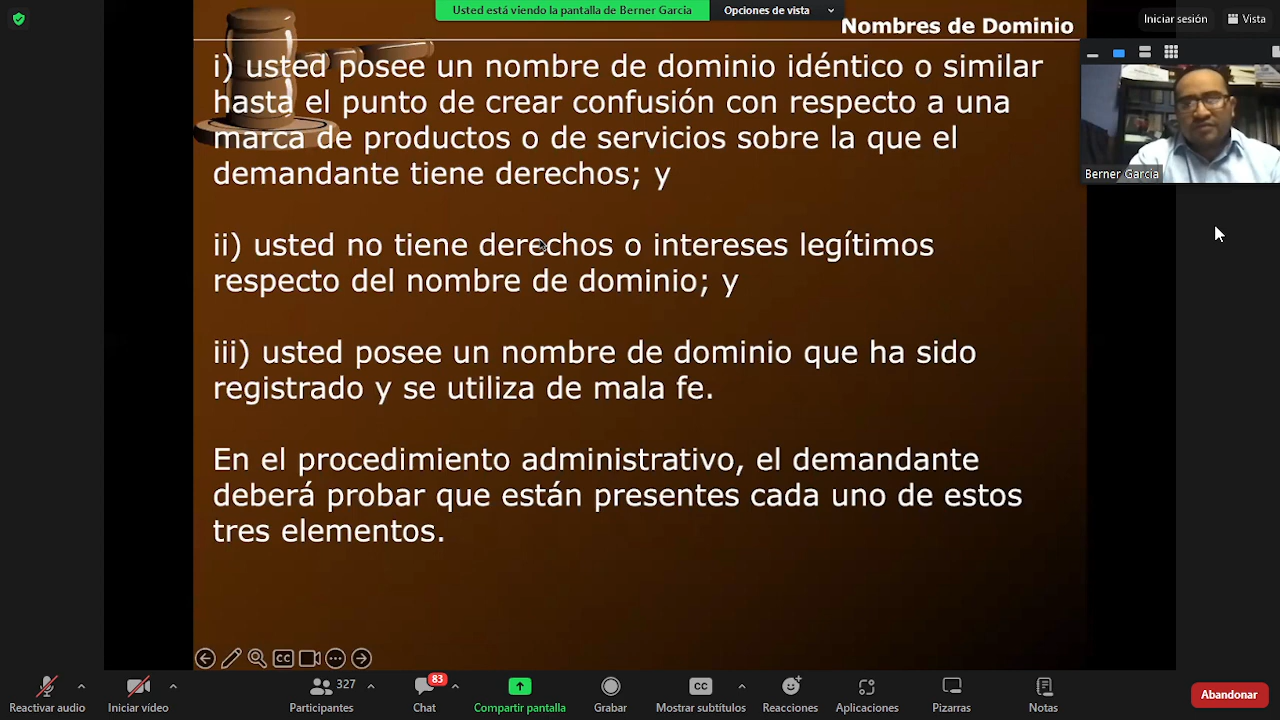 Usted está viendo la pantalla de Berner Garcia
Opciones de vista
Iniciar sesión
Vista
Nombres de Dominio
i) usted posee un nombre de dominio idéntico o similar
hasta el punto de crear confusión con respecto a una
marca de productos o de servicios sobre la que el
demandante tiene derechos; y
Berner Garcia
ii) usted no tiene derechos o intereses legítimos
respecto del nombre de dominio; y
iii) usted posee un nombre de dominio que ha sido
registrado y se utiliza de mala fe.
En el procedimiento administrativo, el demandante
deberá probar que están presentes cada uno de estos
tres elementos.
CC
Reactivar audio
Iniciar vídeo
327
Participantes
83
Chat
Compartir pantalla
Grabar
CC
Mostrar subtítulos
Reacciones
Aplicaciones
Pizarras
Notas
Abandonar